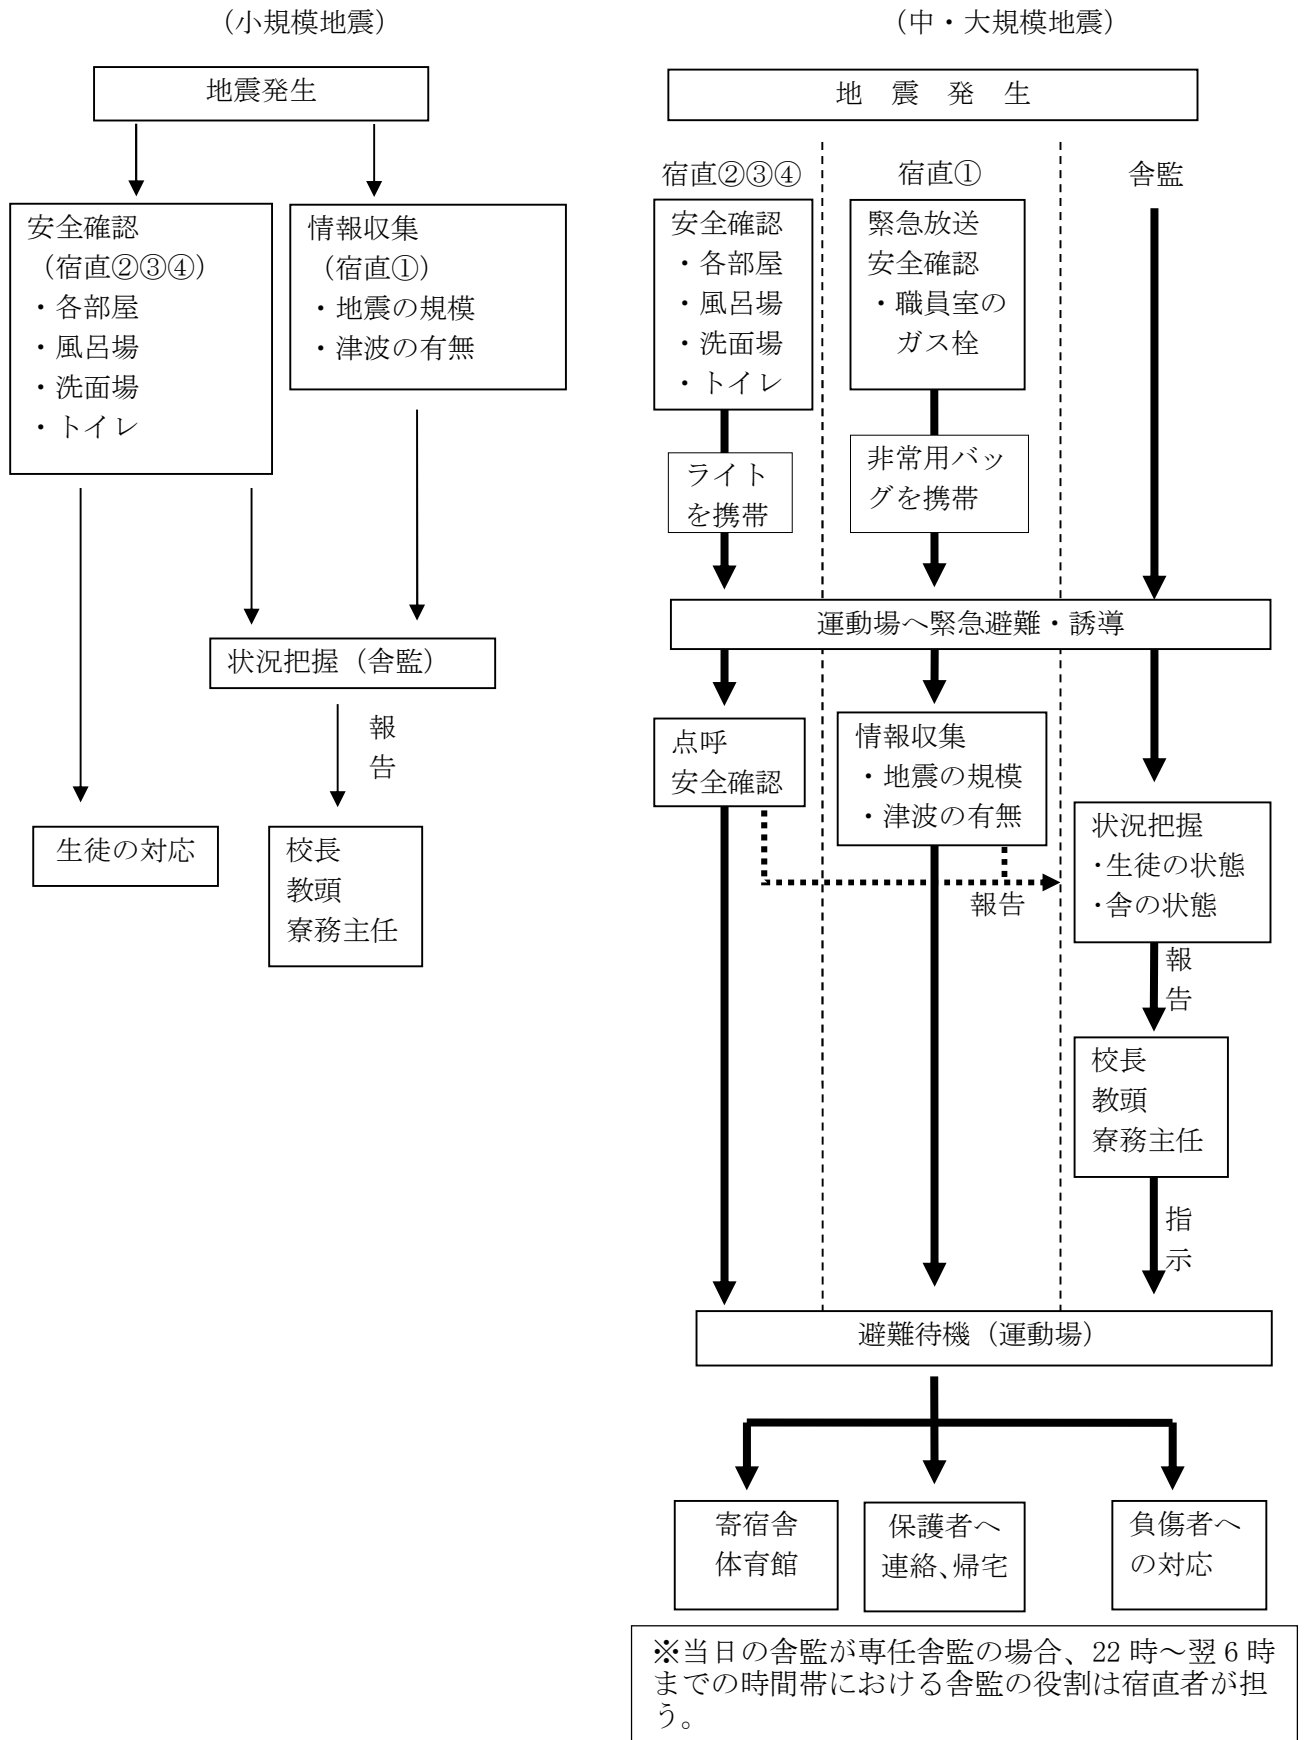 （小規模地震）
地震発生
安全確認
（宿直②③④）
・各部屋
・風呂場
・洗面場
・トイレ
情報収集
（宿直①）
・地震の規模
・津波の有無
状況把握（舎監）
報
告
生徒の対応
校長
教頭
寮務主任
（中・大規模地震）
地　震　発　生
宿直②③④
安全確認
・各部屋
・風呂場
・洗面場
・トイレ
ライト
を携帯
宿直①
緊急放送
安全確認
・職員室の
ガス栓
非常用バッ
グを携帯
舎監
運動場へ緊急避難・誘導
点呼
安全確認
情報収集
・地震の規模
・津波の有無
報告
状況把握
・生徒の状態
・舎の状態
報
告
校長
教頭
寮務主任
指
示
避難待機（運動場）
寄宿舎
体育館
保護者へ
連絡、帰宅
負傷者へ
の対応
※当日の舎監が専任舎監の場合、22 時～翌 6 時
までの時間帯における舎監の役割は宿直者が担
う。